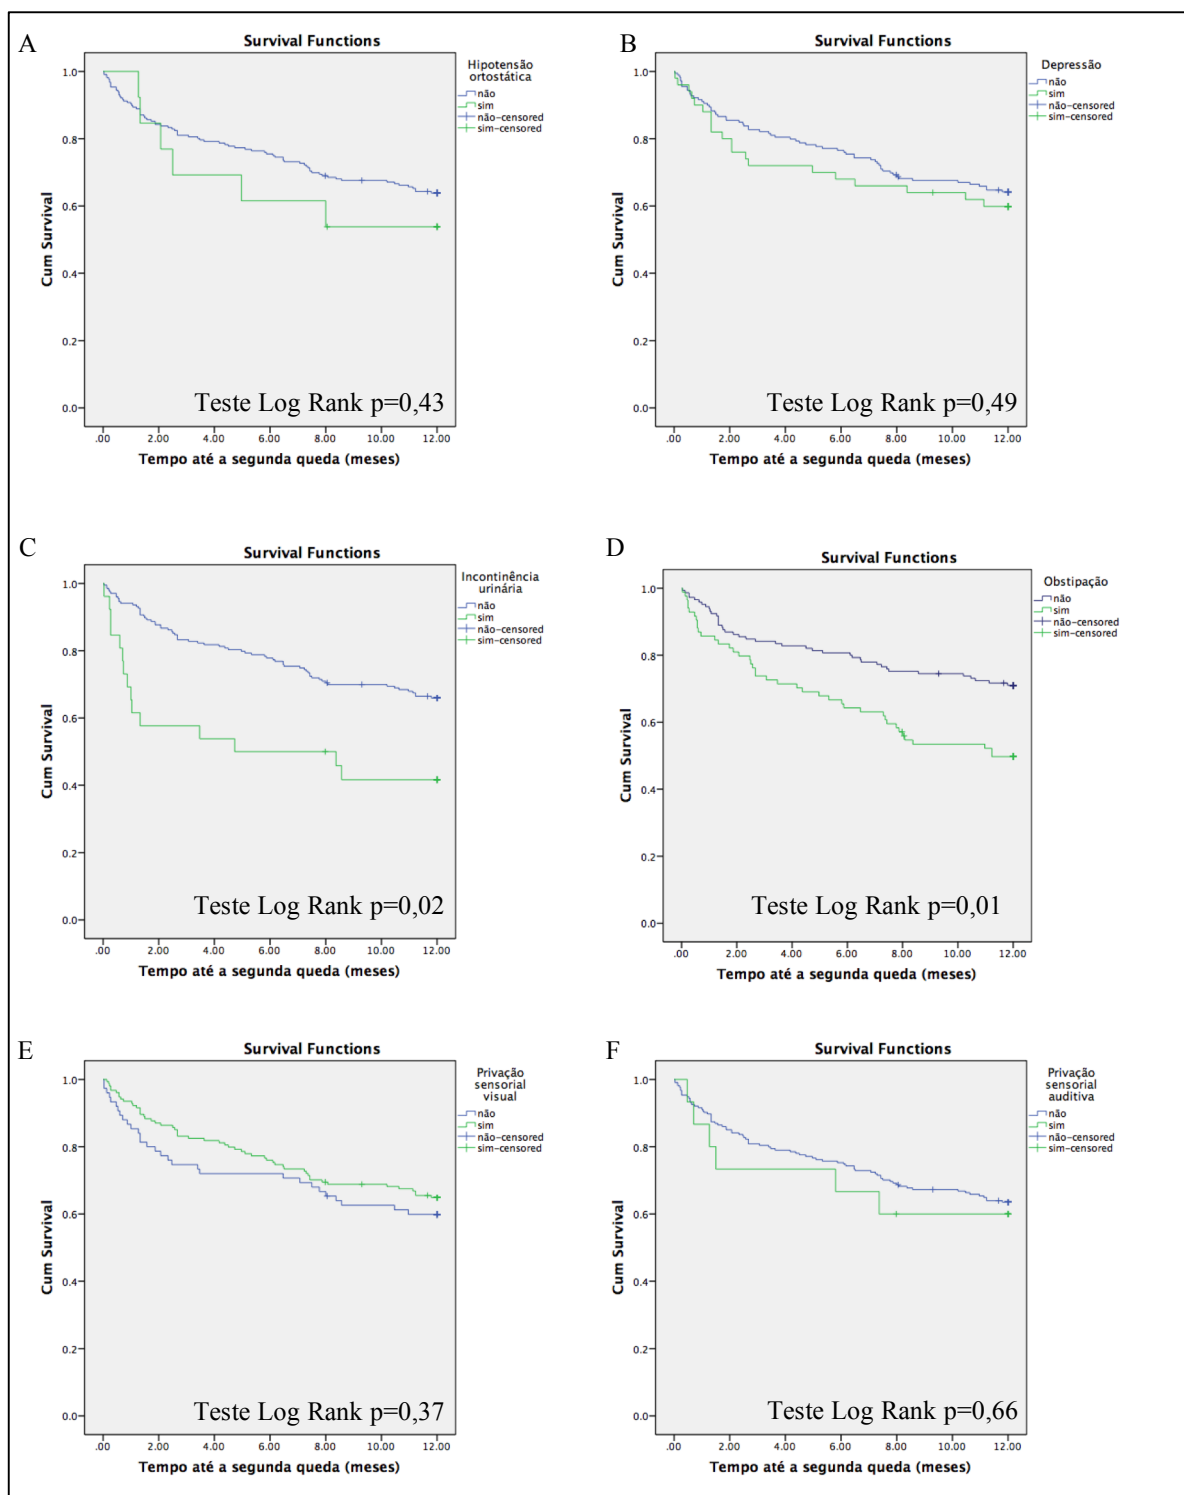 A
Survival Functions
Hipotensão
ortostática
não
sim
não-censored
sim-censored
Cum Survival
1.0
0.8
0.6
0.4
0.2
0.0
Teste Log Rank p=0,43
.00 2.00 4.00 6.00 8.00 10.00 12.00
Tempo até a segunda queda (meses)
B
Survival Functions
Depressão
não
sim
não-censored
sim-censored
Cum Survival
1.0
0.8
0.6
0.4
0.2
0.0
Teste Log Rank p=0,49
.00 2.00 4.00 6.00 8.00 10.00 12.00
Tempo até a segunda queda (meses)
C
Survival Functions
Incontinência
urinária
não
sim
não-censored
sim-censored
Cum Survival
1.0
0.8
0.6
0.4
0.2
0.0
Teste Log Rank p=0,02
.00 2.00 4.00 6.00 8.00 10.00 12.00
Tempo até a segunda queda (meses)
D
Survival Functions
Obstipação
não
sim
não-censored
sim-censored
Cum Survival
1.0
0.8
0.6
0.4
0.2
0.0
Teste Log Rank p=0,01
.00 2.00 4.00 6.00 8.00 10.00 12.00
Tempo até a segunda queda (meses)
E
Survival Functions
Privação
sensorial
visual
não
sim
não-censored
sim-censored
Cum Survival
1.0
0.8
0.6
0.4
0.2
0.0
Teste Log Rank p=0,37
.00 2.00 4.00 6.00 8.00 10.00 12.00
Tempo até a segunda queda (meses)
F
Survival Functions
Privação
sensorial
auditiva
não
sim
não-censored
sim-censored
Cum Survival
1.0
0.8
0.6
0.4
0.2
0.0
Teste Log Rank p=0,66
.00 2.00 4.00 6.00 8.00 10.00 12.00
Tempo até a segunda queda (meses)